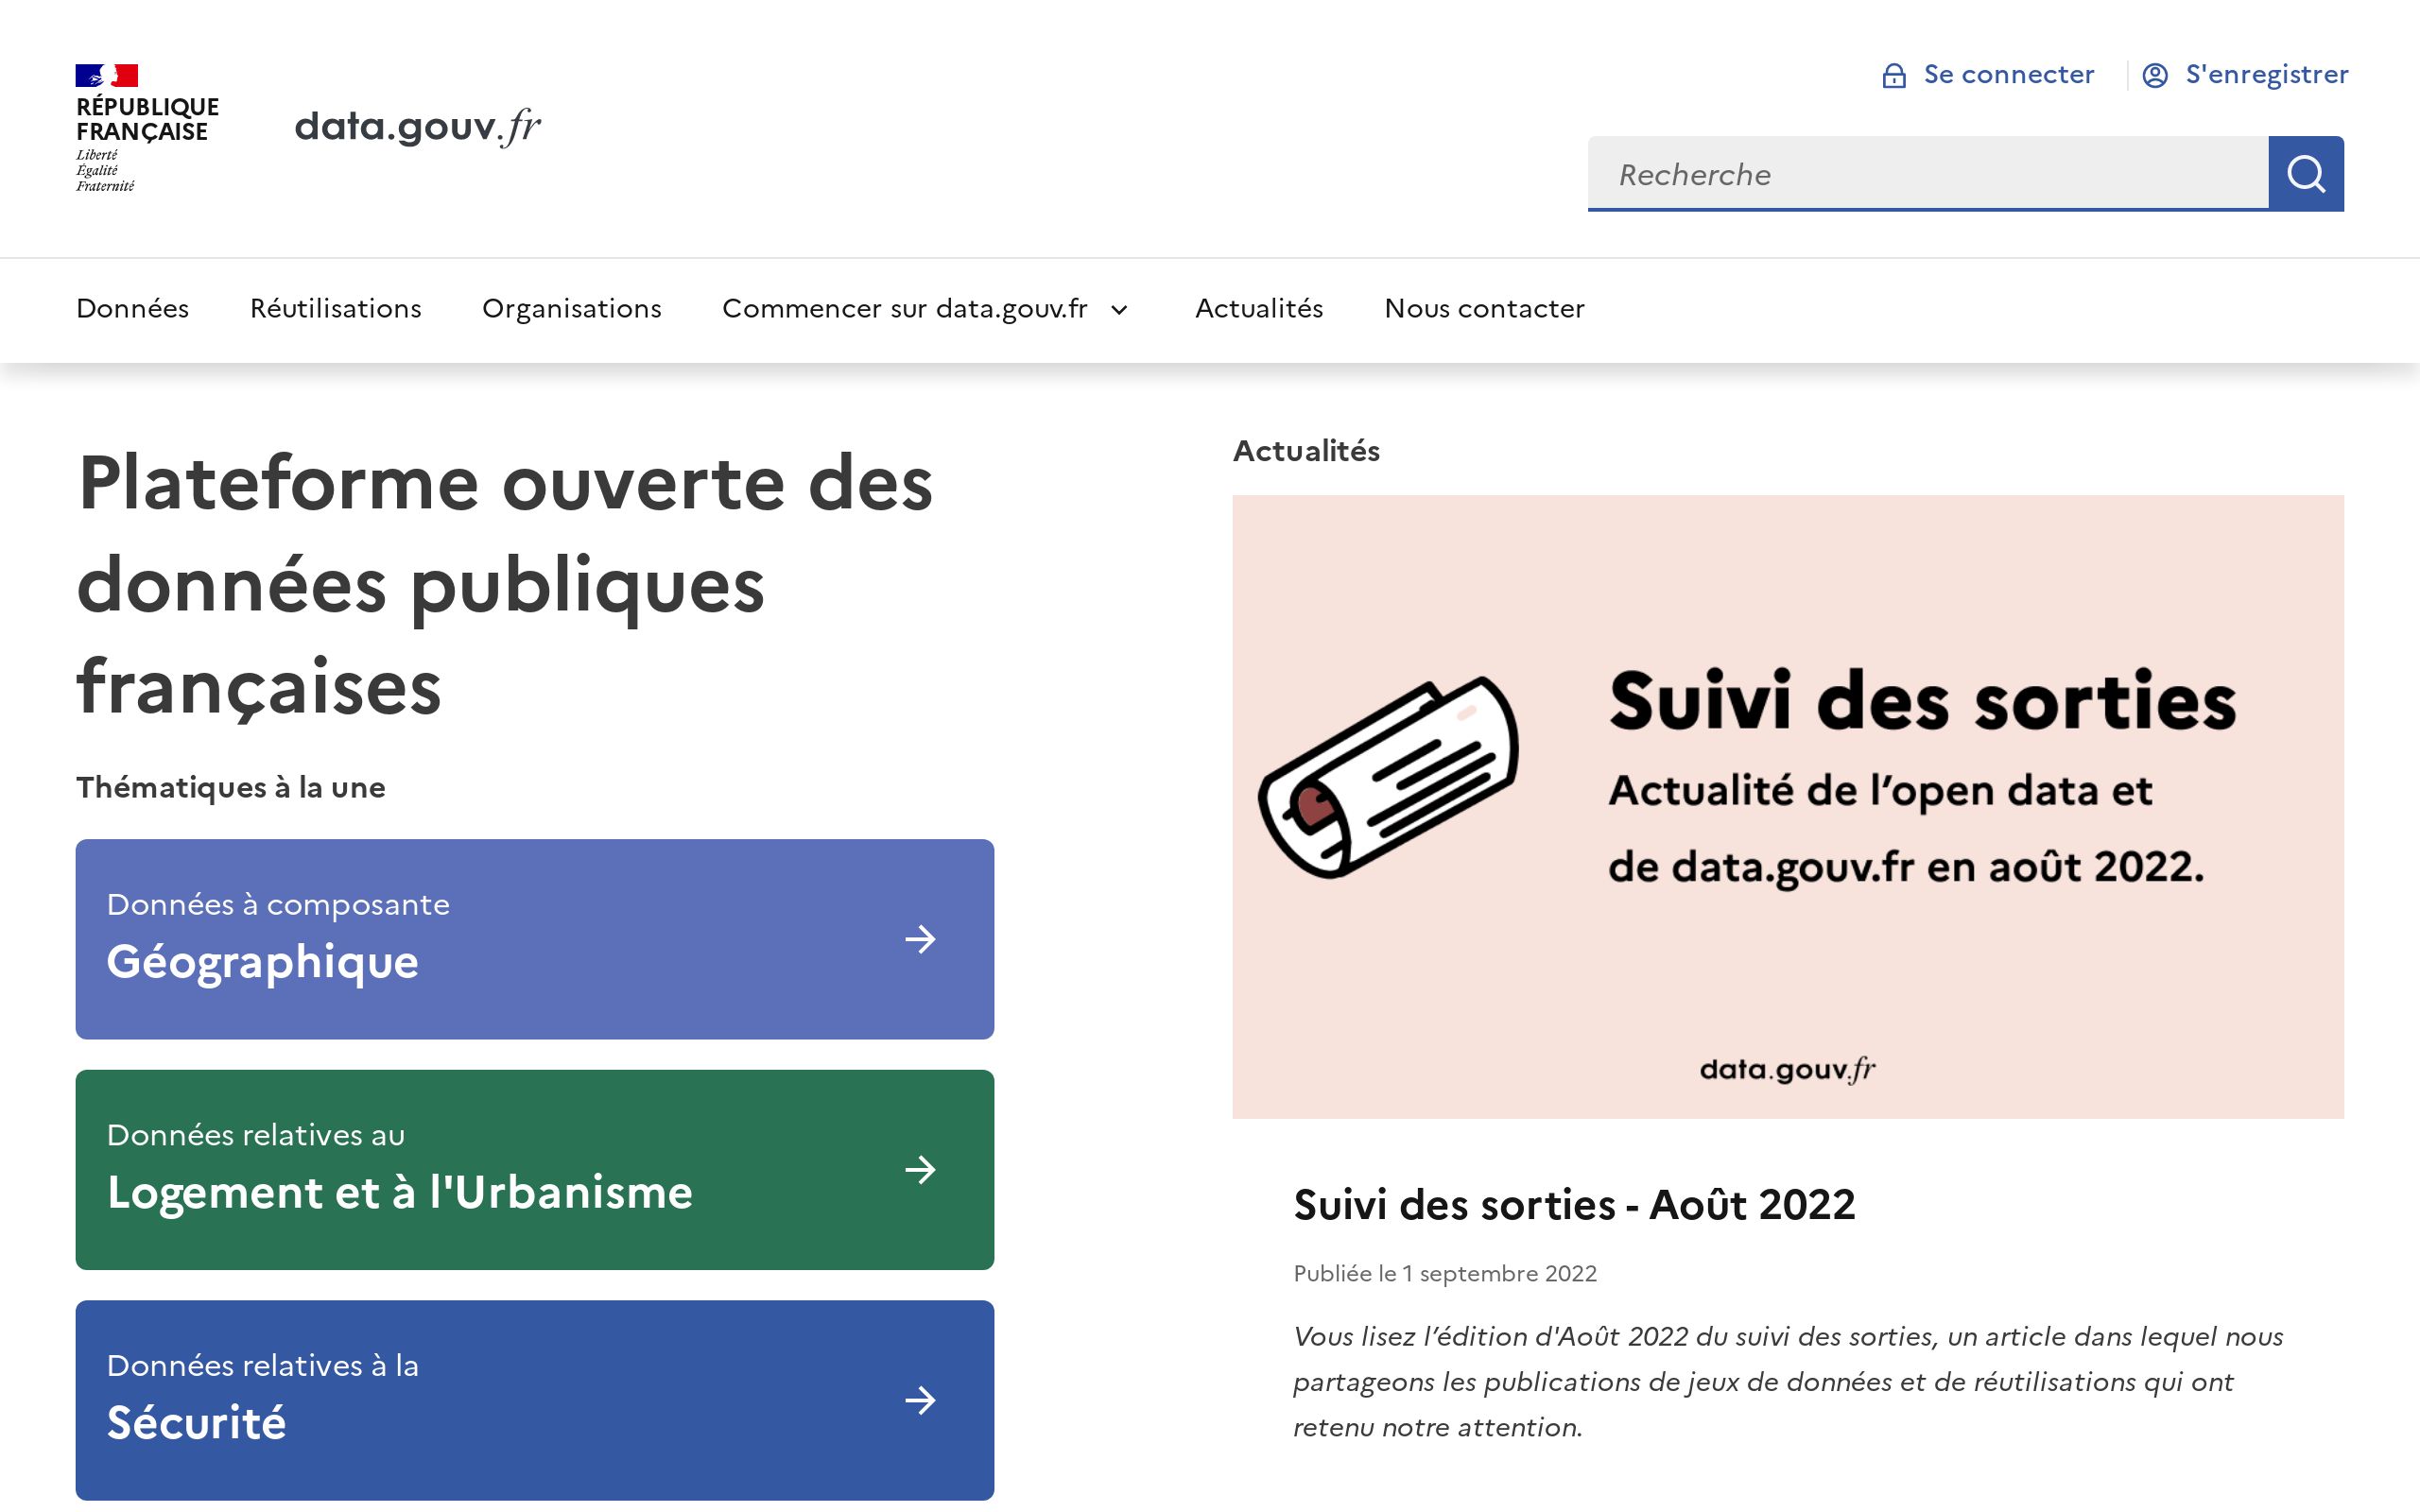 RÉPUBLIQUE
FRANÇAISE
Liberté
Égalité
Fraternité
data.gouv.fr
Se connecter
S'enregistrer
Recherche
Données
Réutilisations
Organisations
Commencer sur data.gouv.fr
Actualités
Nous contacter
Plateforme ouverte des
données publiques
françaises
Thématiques à la une
Données à composante
Géographique
Données relatives au
Logement et à l'Urbanisme
Données relatives à la
Sécurité
Actualités
Suivi des sorties
Actualité de l’open data et
de data.gouv.fr en août 2022.
data.gouv.fr
Suivi des sorties - Août 2022
Publiée le 1 septembre 2022
Vous lisez l’édition d'Août 2022 du suivi des sorties, un article dans lequel nous
partageons les publications de jeux de données et de réutilisations qui ont
retenu notre attention.